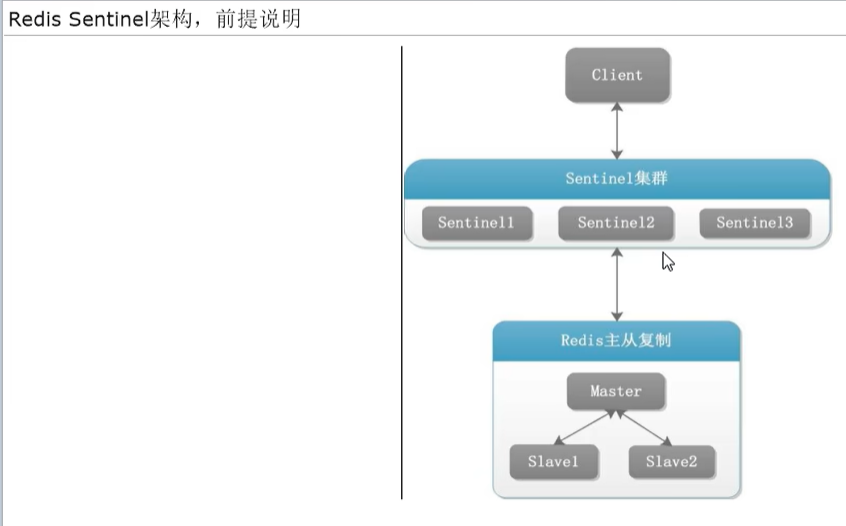 Redis Sentinel架构，前提说明
Client
Sentinel集群
Sentinel1
Sentinel2
Sentinel3
Redis主从复制
Master
Slave1
Slave2